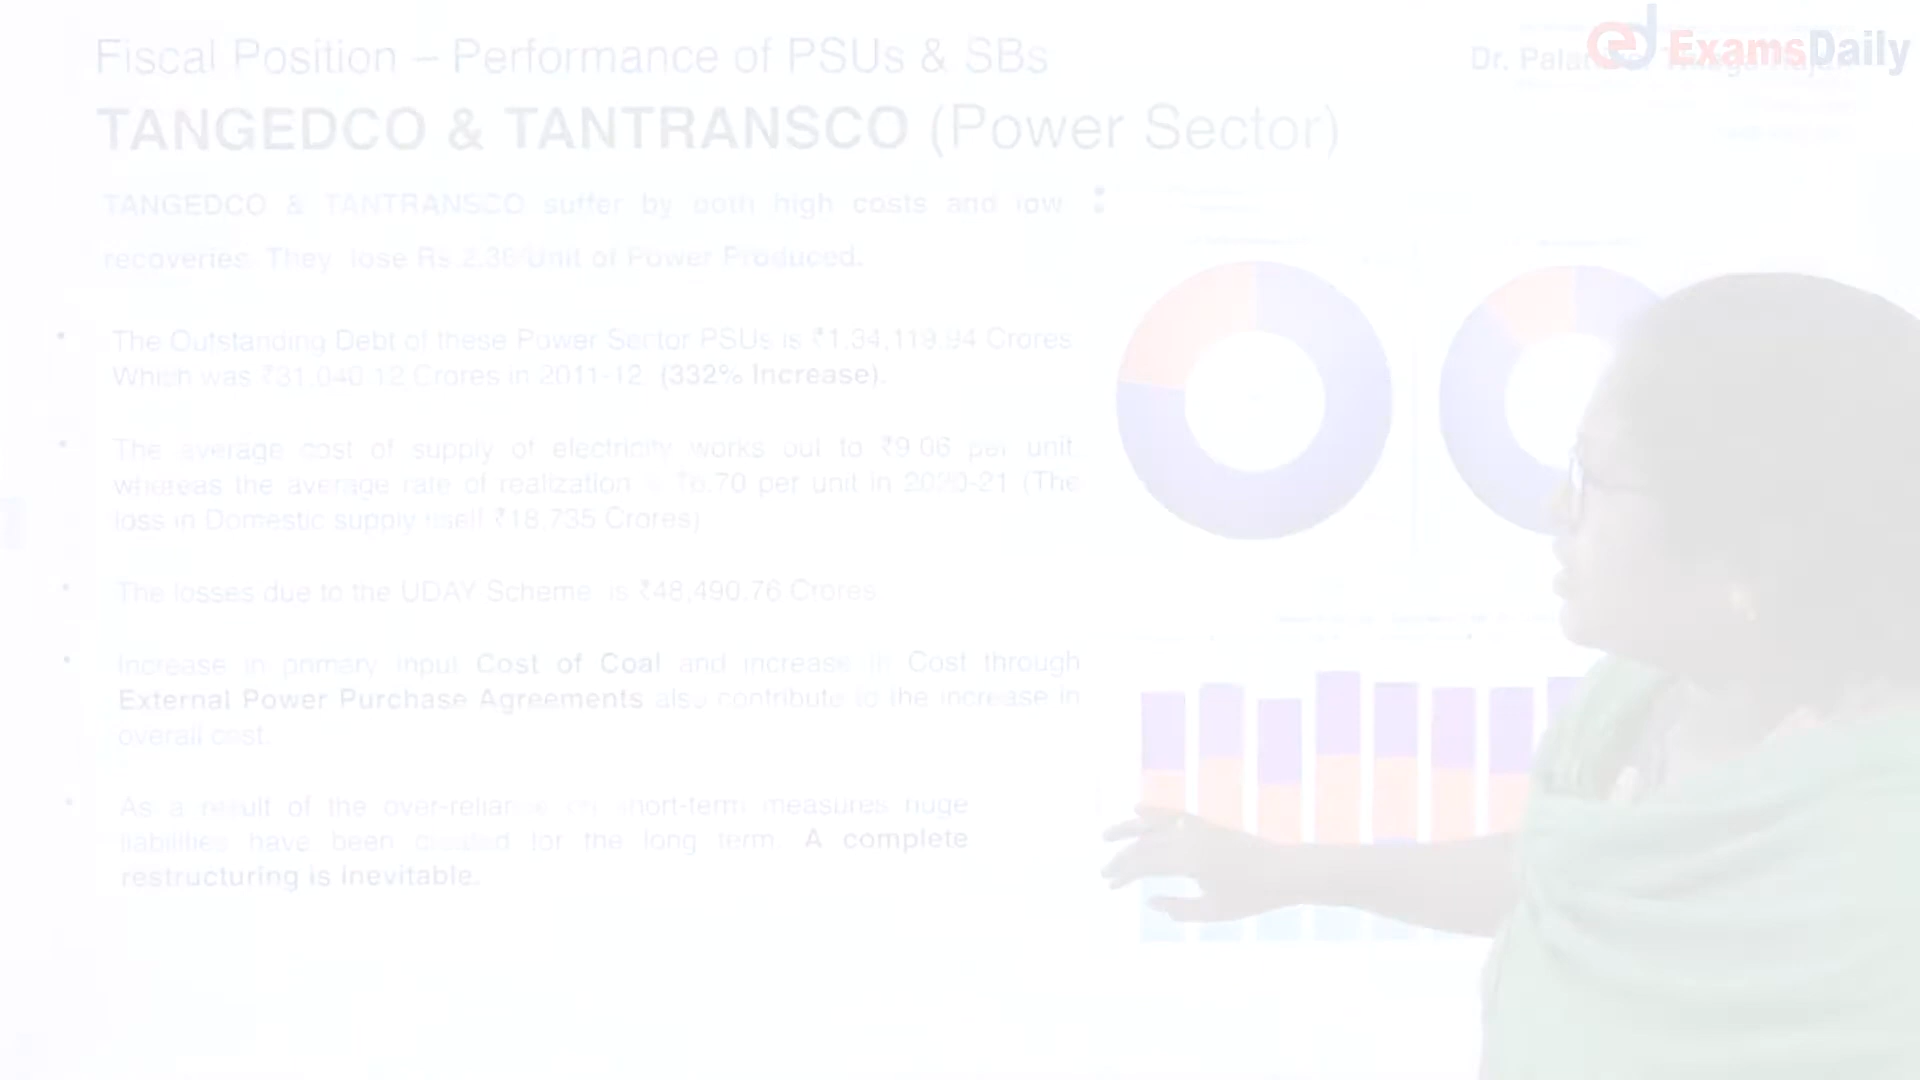 Fiscal Position – Performance of PSUs & SBs
Dr.
ExamsDaily
TANGEDCO & TANTRANSCO (Power Sector)
TANGEDCO & TANTRANSCO suffer by both high costs and low
recoveries. They lose Rs 2.36 Unit of Power Produced.
• The Outstanding Debt of these Power Sector PSUs is ₹1,34,119.94 Crores
Which was ₹31,040.12 Crores in 2011-12 (332% Increase).
• The average cost of supply of electricity works out to ₹9.06 per unit,
whereas the average rate of realization is ₹6.70 per unit in 2020-21 (The
loss in Domestic supply itself ₹18,735 Crores)
• The losses due to the UDAY Scheme is ₹48,490.76 Crores
• Increase in primary input Cost of Coal and increase in Cost through
External Power Purchase Agreements also contribute to the increase in
overall cost.
• As a result of the over-reliance on short-term measures huge
liabilities have been created for the long term. A complete
restructuring is inevitable.